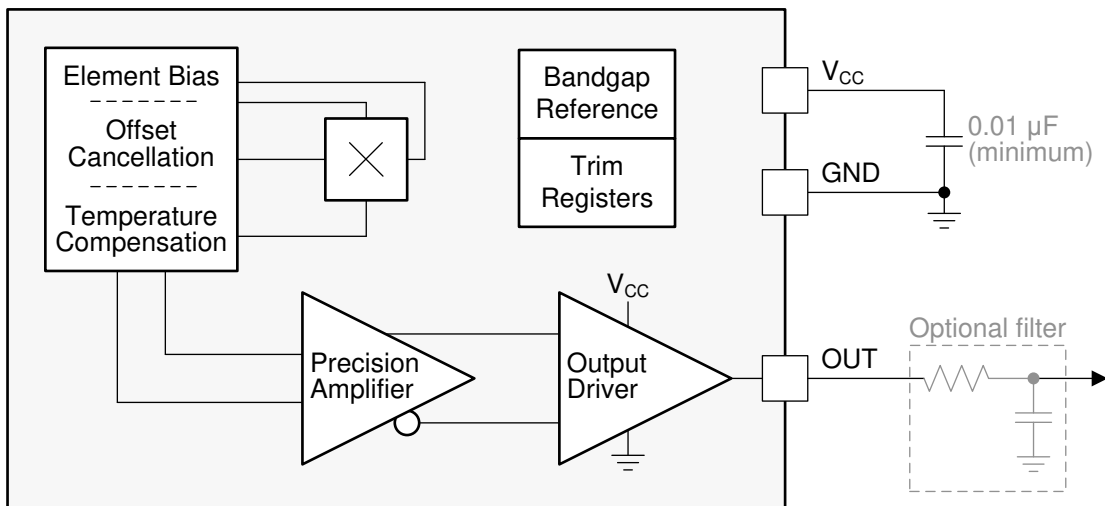 Element Bias
Offset
Cancellation
Temperature
Compensation
Bandgap
Reference
Trim
Registers
VCC
0.01 µF
(minimum)
GND
VCC
Precision
Amplifier
Output
Driver
OUT
Optional filter